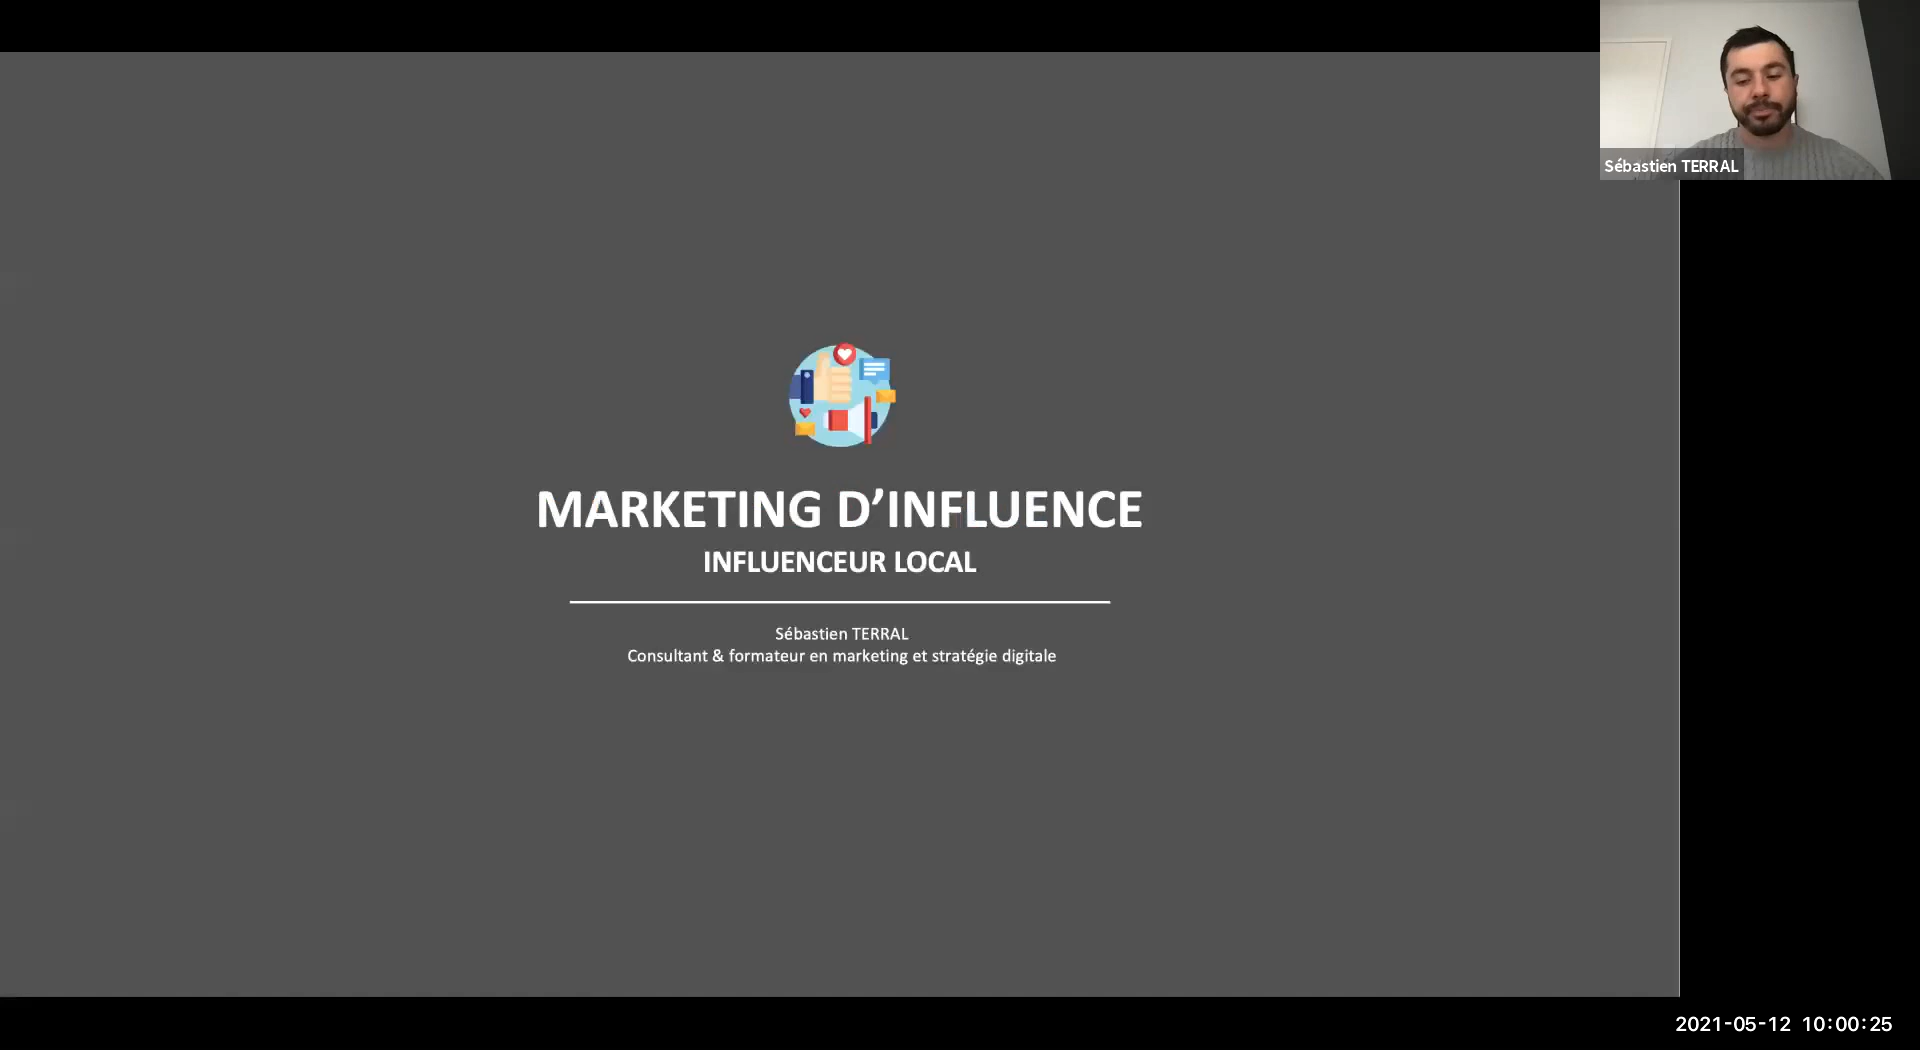 Sébastien TERRAL
MARKETING D’INFLUENCE
INFLUENCEUR LOCAL
Sébastien TERRAL
Consultant & formateur en marketing et stratégie digitale
2021-05-12 10:00:25